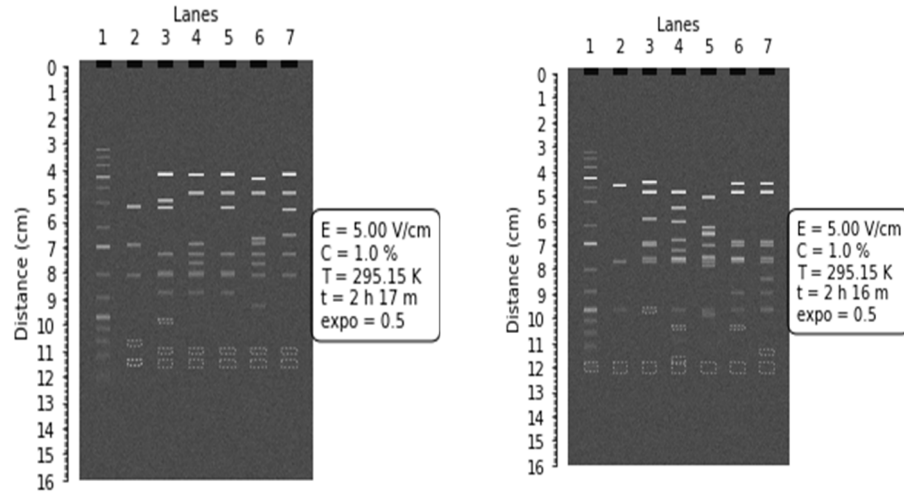 Lanes
1 2 3 4 5 6 7
Distance (cm)
0
1
2
3
4
5
6
7
8
9
10
11
12
13
14
15
16
E = 5.00 V/cm
C = 1.0 %
T = 295.15 K
t = 2 h 17 m
expo = 0.5
Lanes
1 2 3 4 5 6 7
Distance (cm)
0
1
2
3
4
5
6
7
8
9
10
11
12
13
14
15
16
E = 5.00 V/cm
C = 1.0 %
T = 295.15 K
t = 2 h 16 m
expo = 0.5